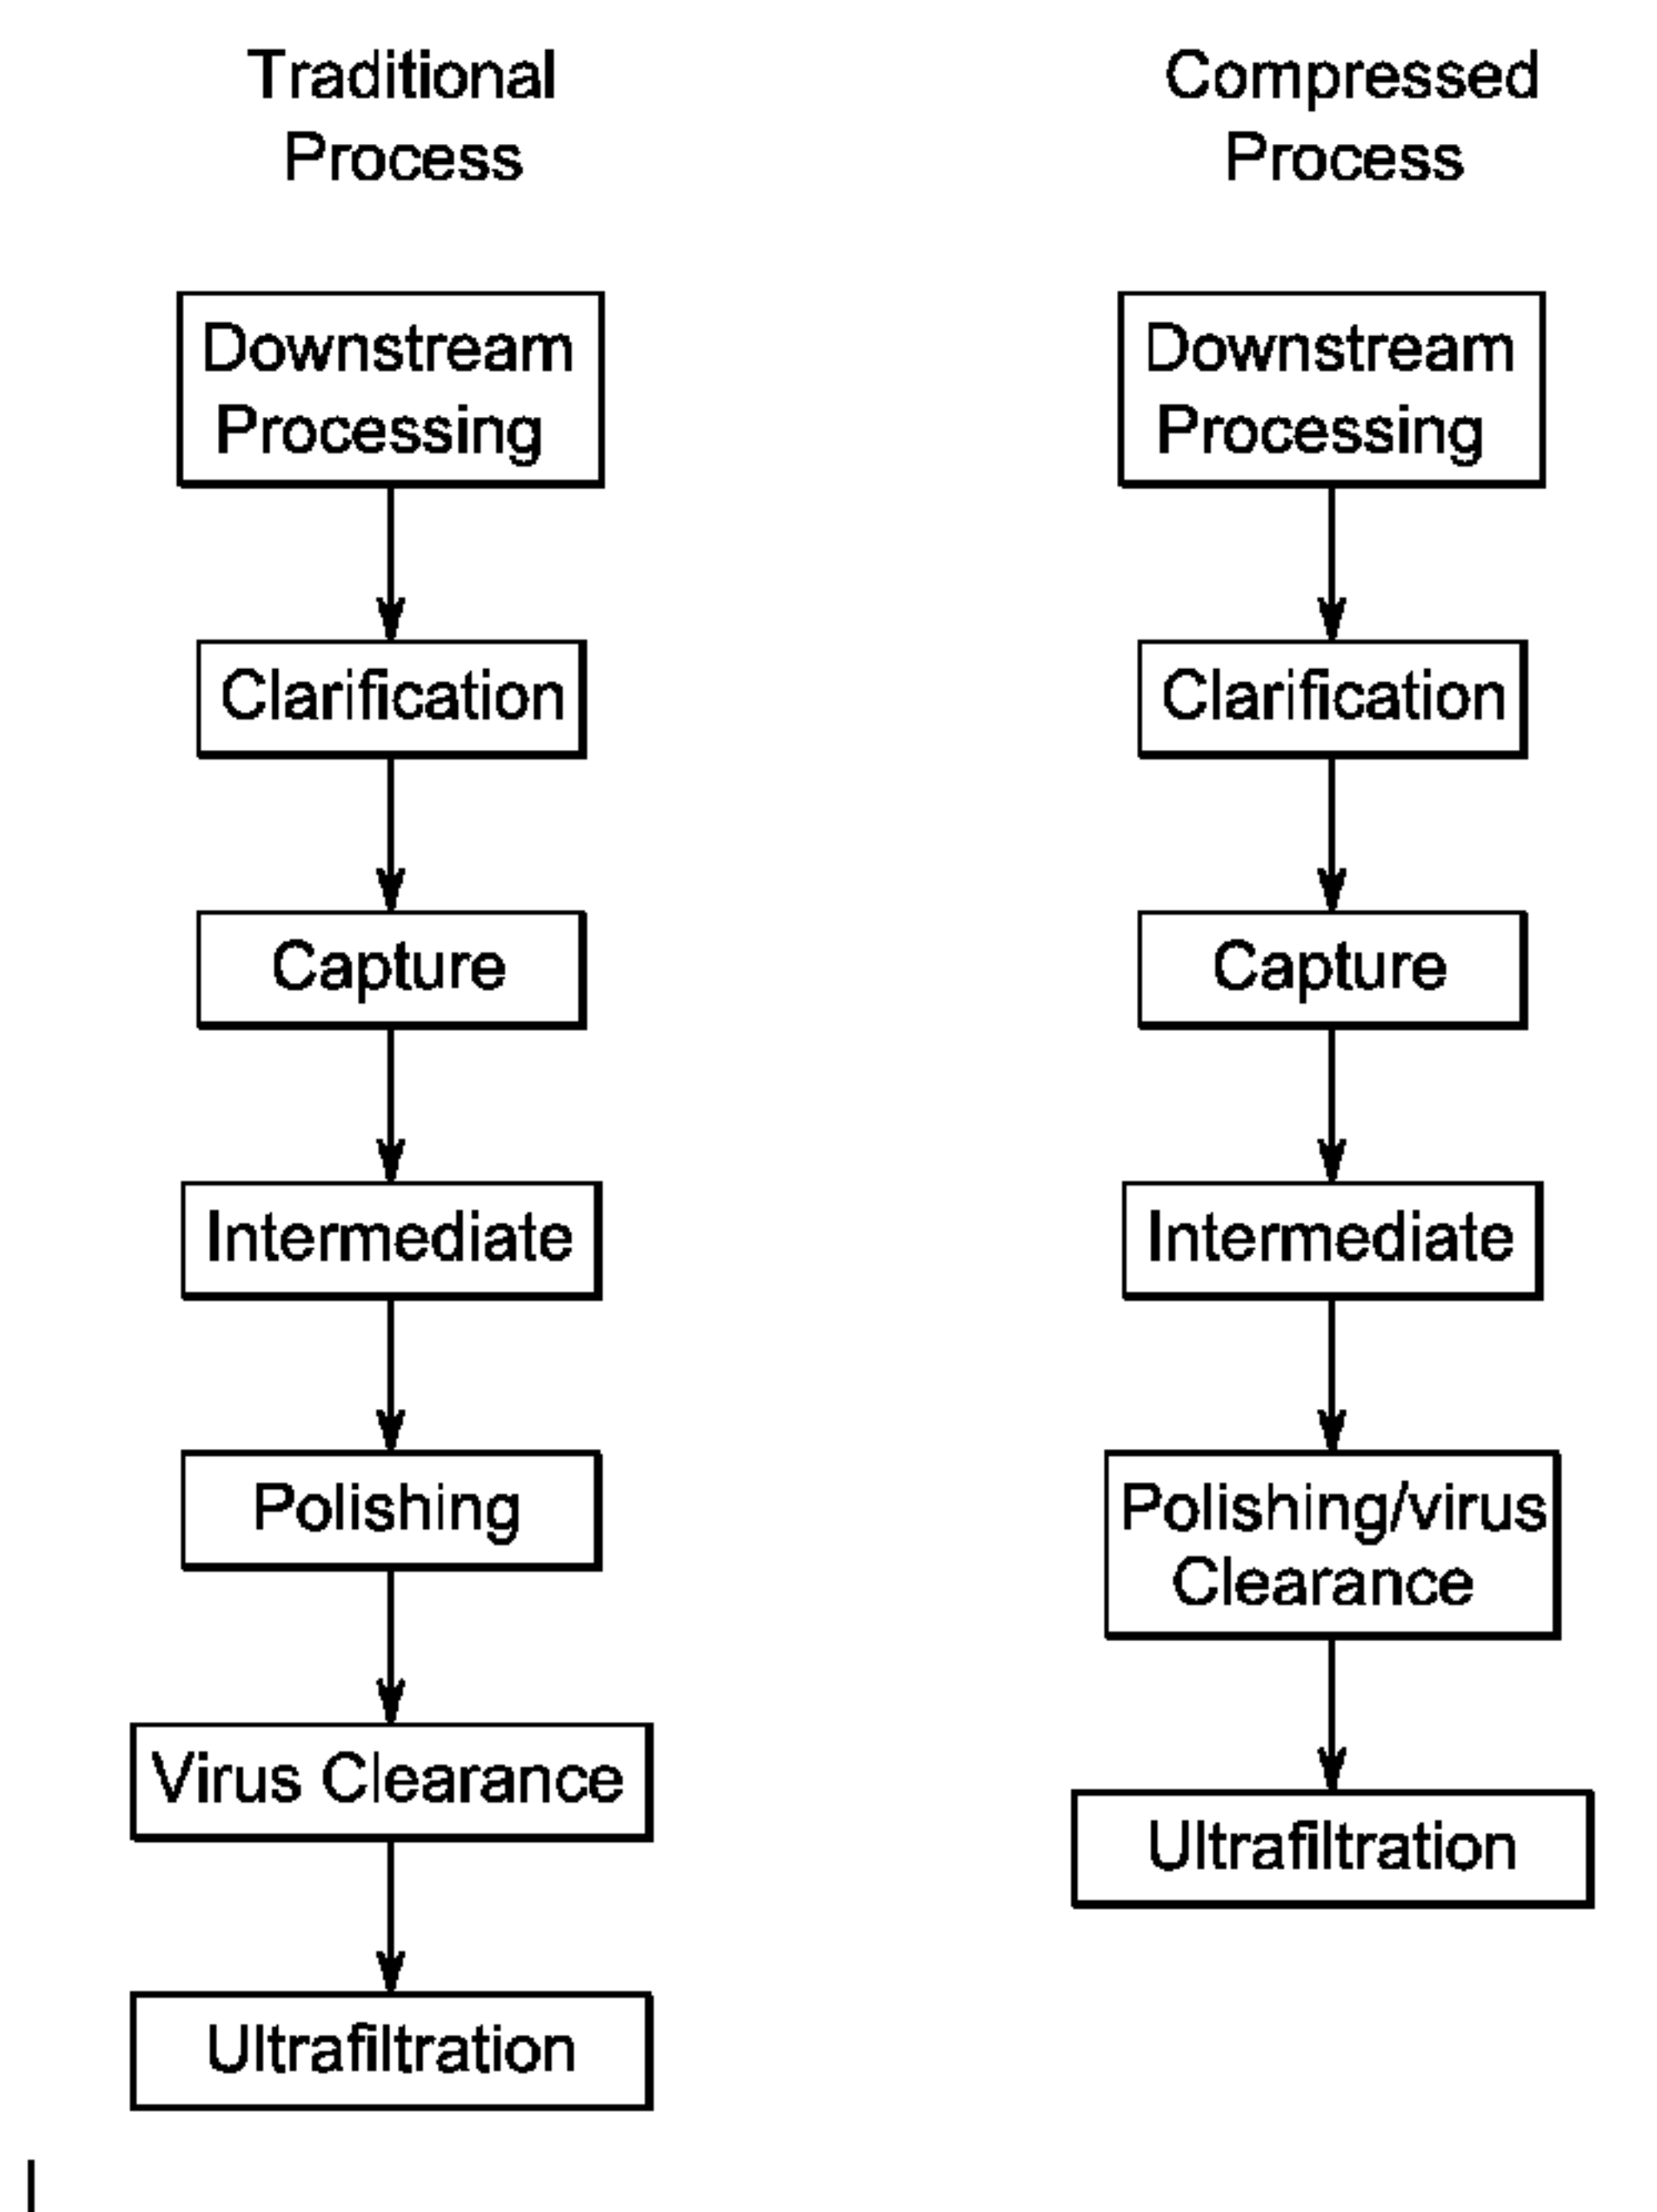 Traditional
Process
Downstream
Processing
Clarification
Capture
Intermediate
Polishing
Virus Clearance
Ultrafiltration
Compressed
Process
Downstream
Processing
Clarification
Capture
Intermediate
Polishing/virus
Clearance
Ultrafiltration